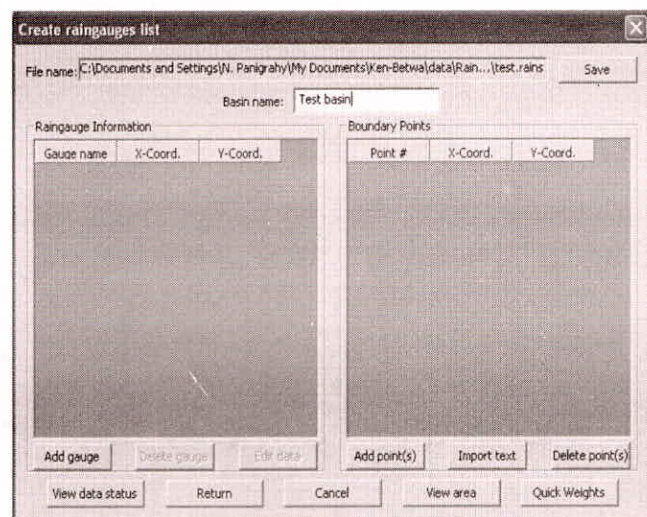 Create raingauges list
File name: C:\Documents and Settings\N. Panigrahy\My Documents\Ken-Betwa\data\Rain...\test.rains Save
Basin name: Test basin
Raingauge Information
Gauge name X-Coord. Y-Coord.
Boundary Points
Point # X-Coord. Y-Coord.
Add gauge Delete gauge Edit data
Add point(s) Import text Delete point(s)
View data status Return Cancel View area Quick Weights